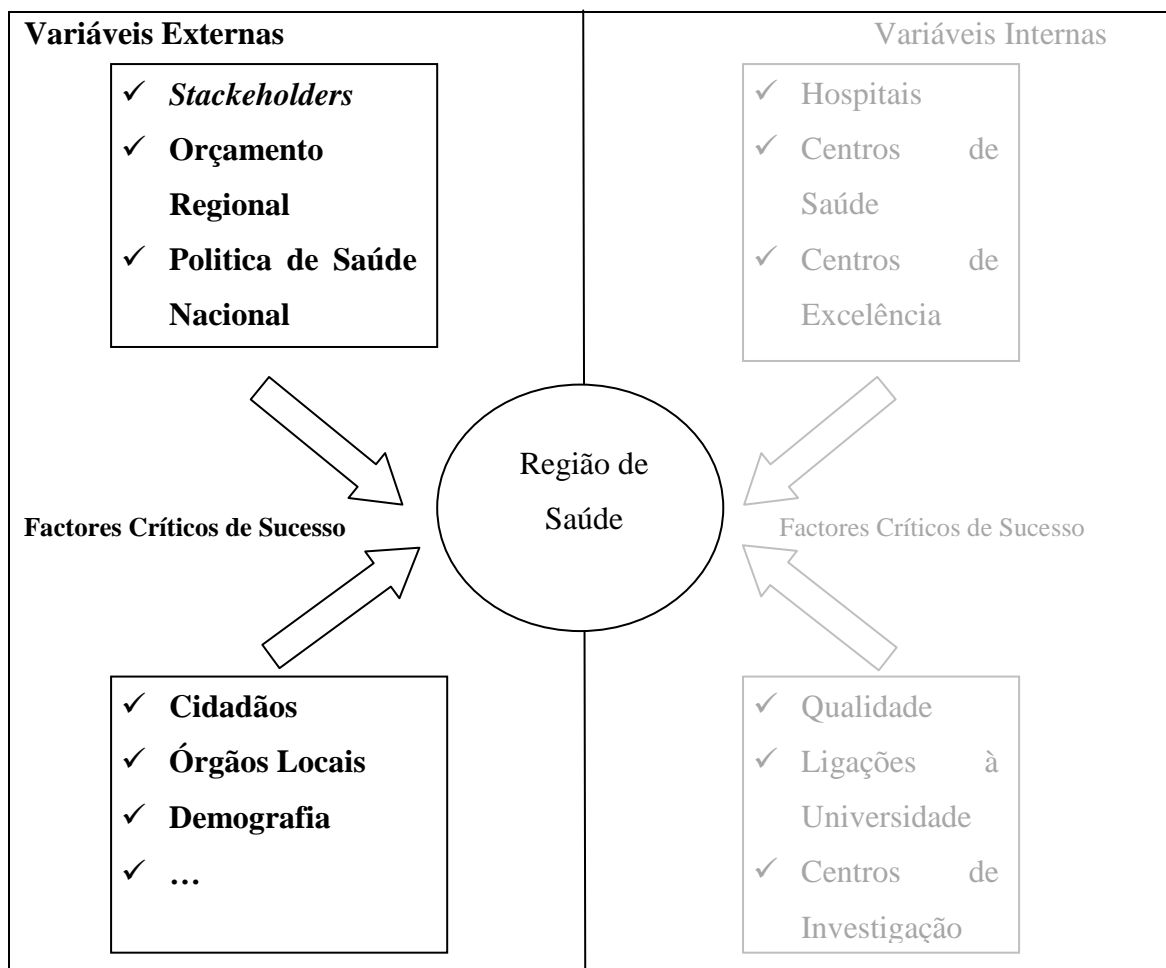 Variáveis Externas
✓ Stackeholders
✓ Orçamento
Regional
✓ Politica de Saúde
Nacional
Factores Críticos de Sucesso
✓ Cidadãos
✓ Órgãos Locais
✓ Demografia
✓ …
Região de
Saúde
Variáveis Internas
✓ Hospitais
✓ Centros de
Saúde
✓ Centros de
Excelência
Factores Críticos de Sucesso
✓ Qualidade
✓ Ligações à
Universidade
✓ Centros de
Investigação